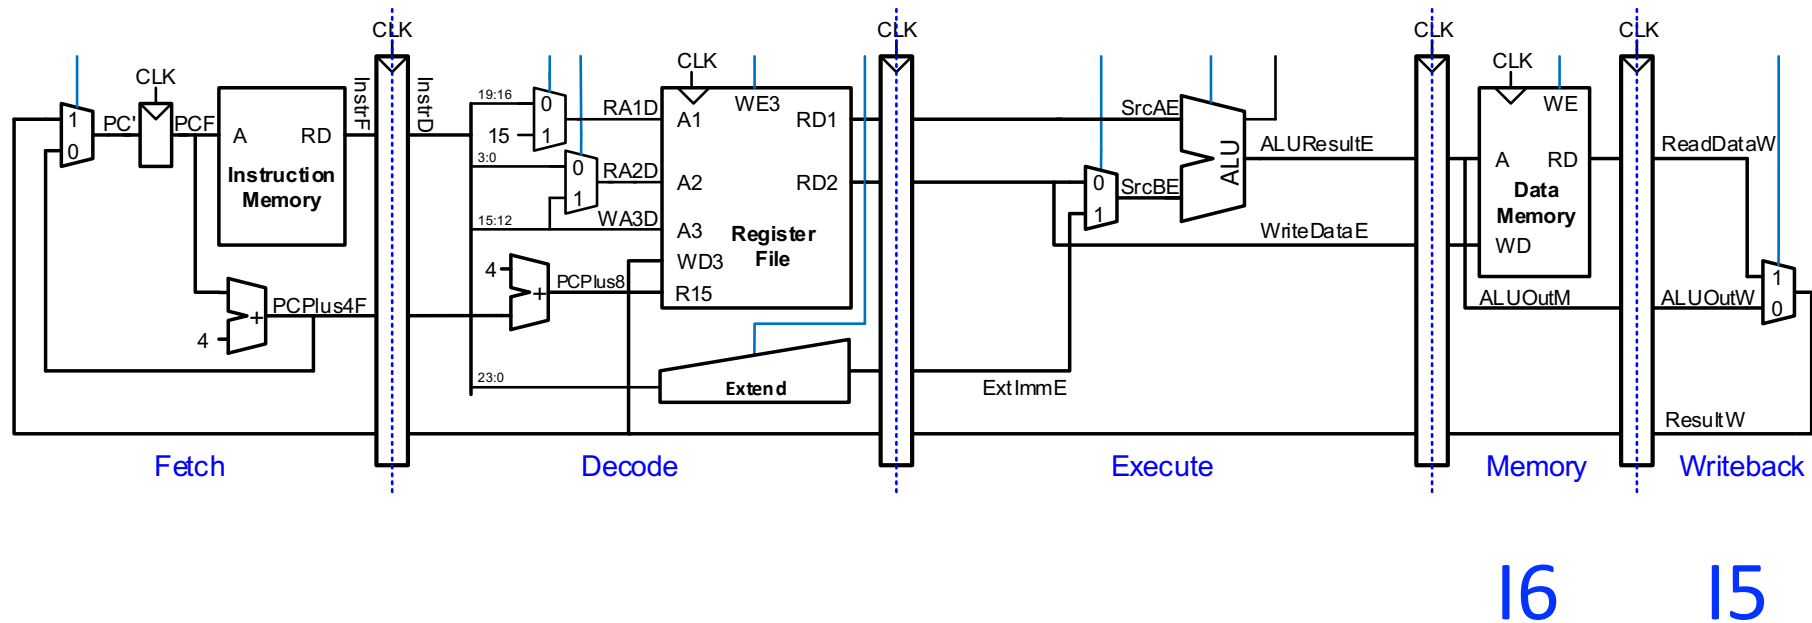 CLK
CLK
CLK
CLK
CLK
CLK
CLK
1
0
PC'
PCF
A
RD
Instruction
Memory
InstrF
InstrD
PCPlus4F
4
+
19:16
0
15
1
RA1D
3:0
0
1
RA2D
15:12
WA3D
4
+
PCPlus8
23:0
WE3
A1
RD1
A2
RD2
A3
Register
File
WD3
R15
Extend
SrcAE
0
1
SrcBE
ALU
ALUResultE
WriteDataE
ExtImmE
WE
A
RD
Data
Memory
WD
ALUOutM
ReadDataW
ALUOutW
1
0
ResultW
Fetch
Decode
Execute
Memory
Writeback
I6
I5